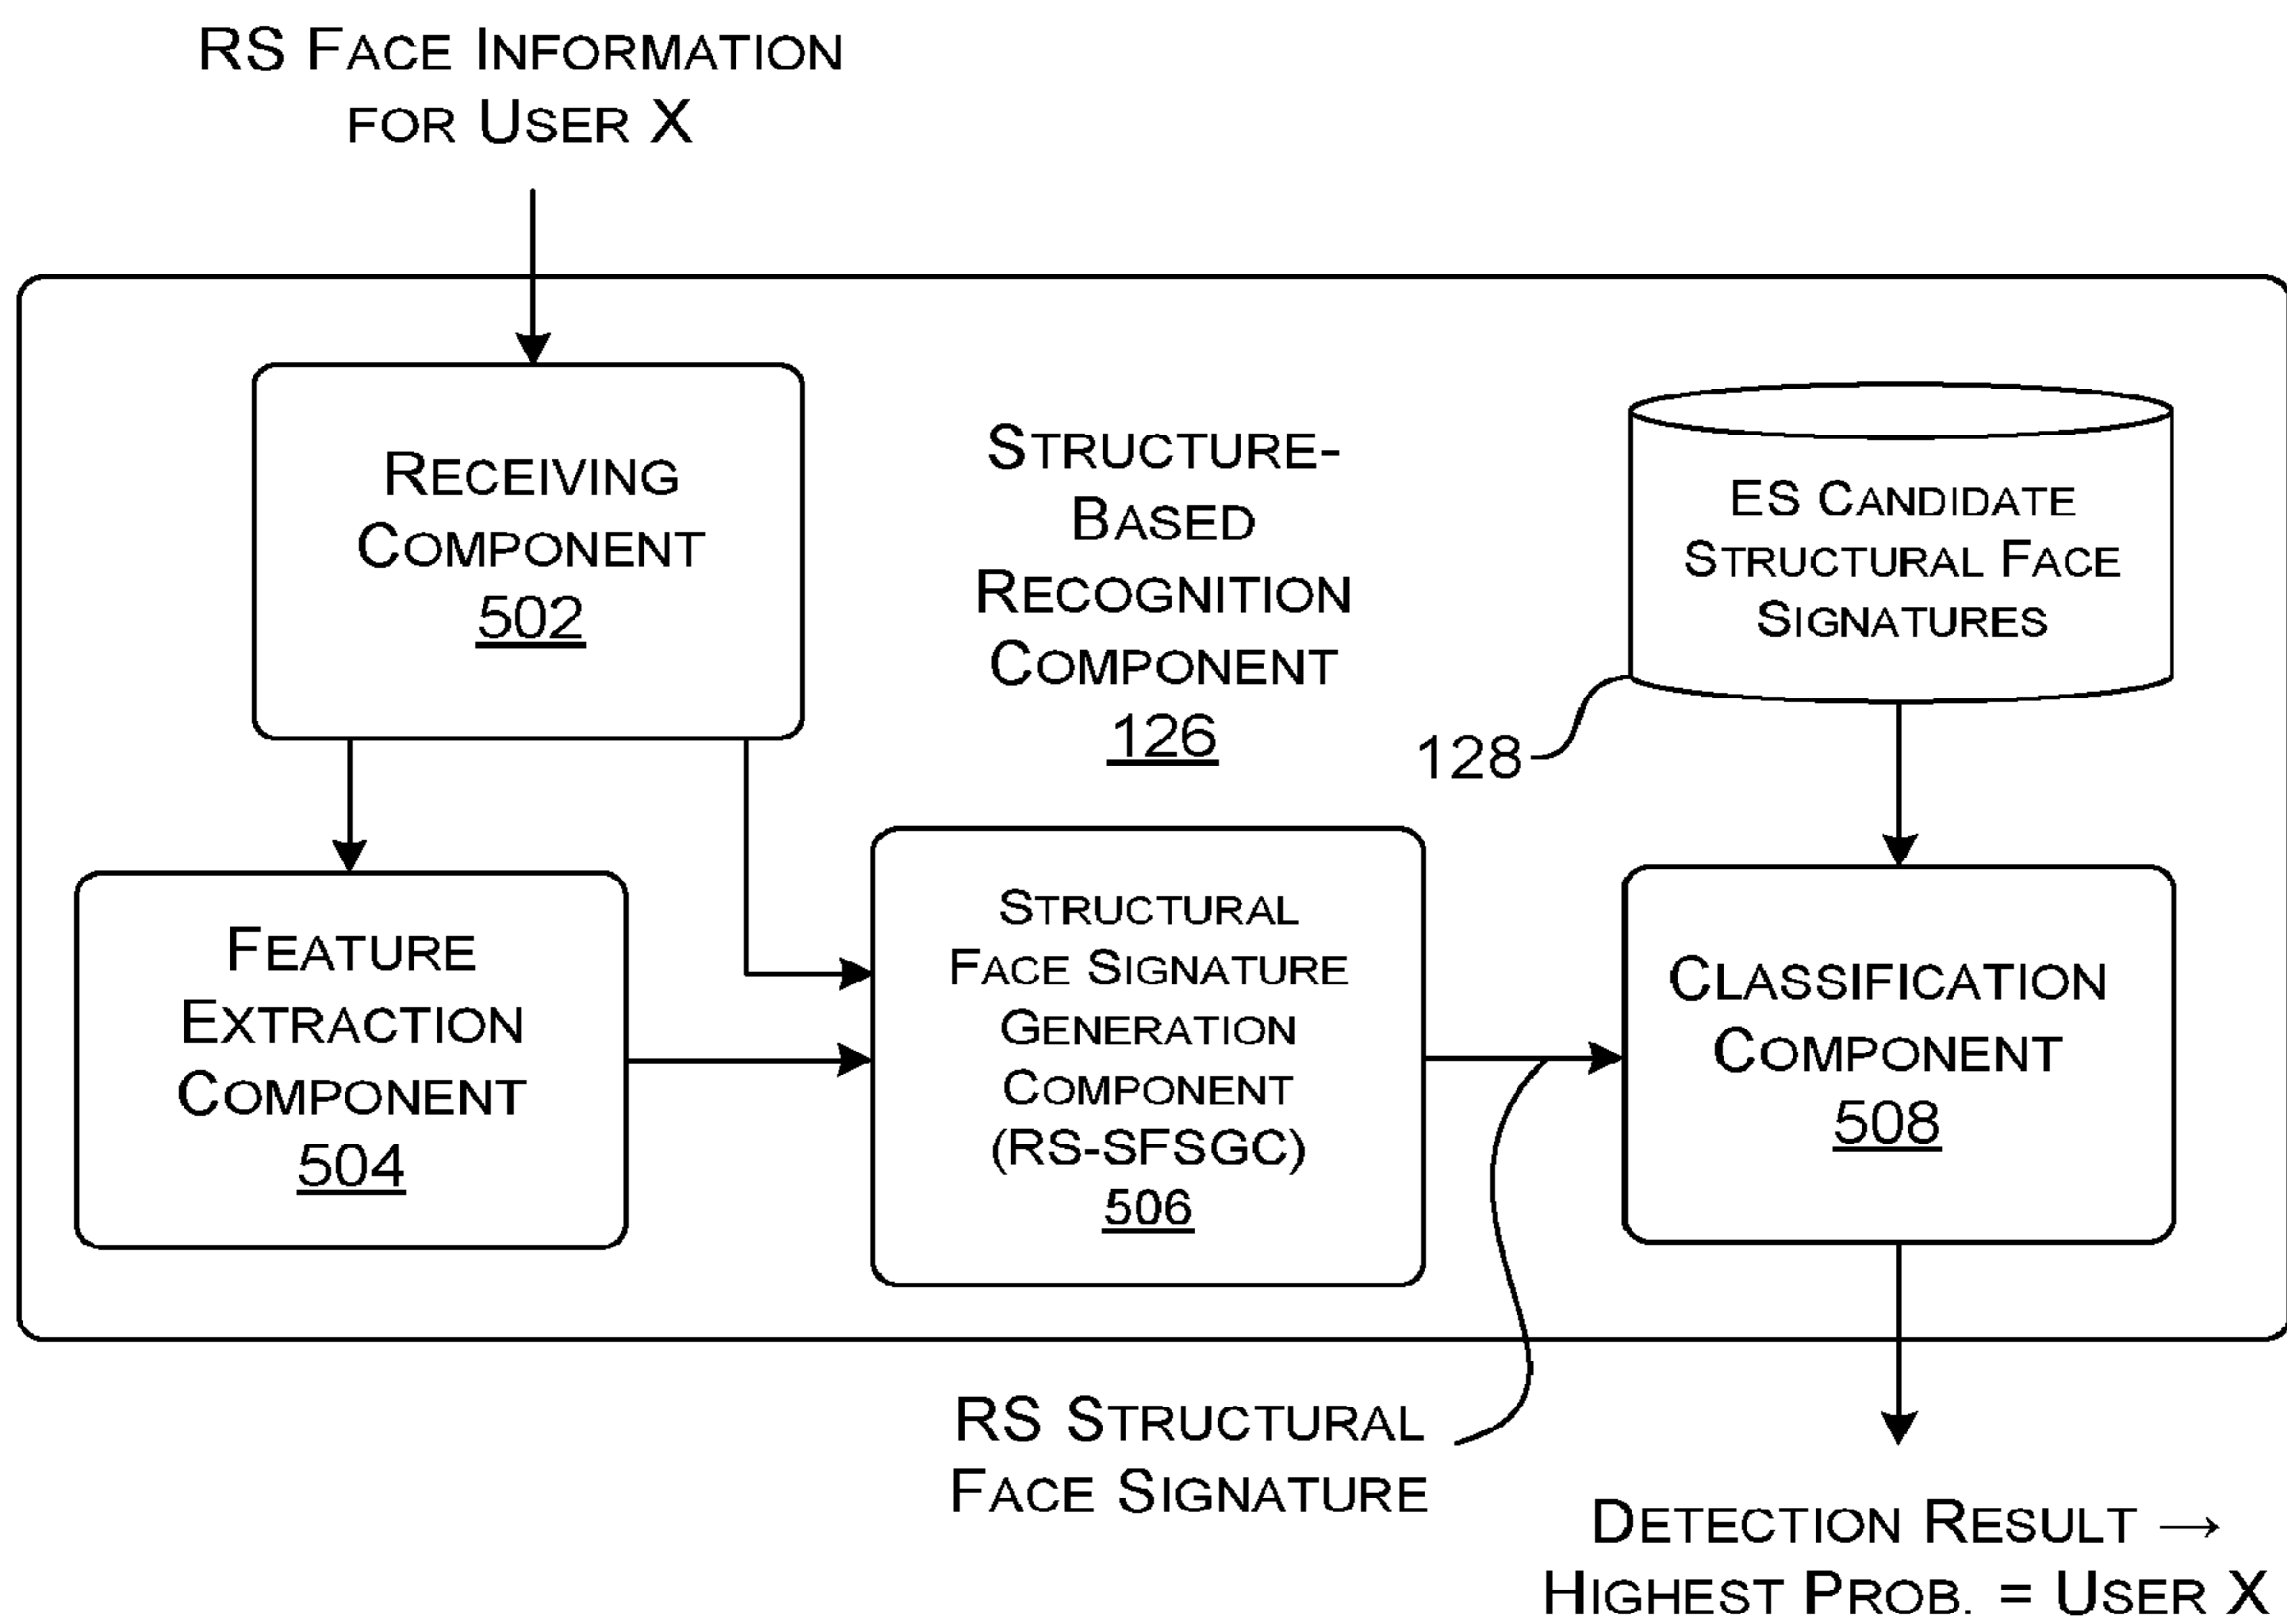 RS FACE INFORMATION
FOR USER X
RECEIVING
COMPONENT
502
STRUCTURE-
BASED
RECOGNITION
COMPONENT
126
ES CANDIDATE
STRUCTURAL FACE
SIGNATURES
128
FEATURE
EXTRACTION
COMPONENT
504
STRUCTURAL
FACE SIGNATURE
GENERATION
COMPONENT
(RS-SFSGC)
506
CLASSIFICATION
COMPONENT
508
RS STRUCTURAL
FACE SIGNATURE
DETECTION RESULT →
HIGHEST PROB. = USER X